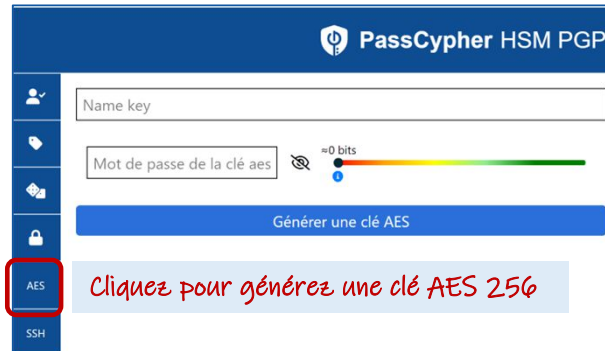 PassCypher HSM PGP
Name key
≈0 bits
Mot de passe de la clé aes
Générer une clé AES
AES
Cliquez pour générez une clé AES 256
SSH